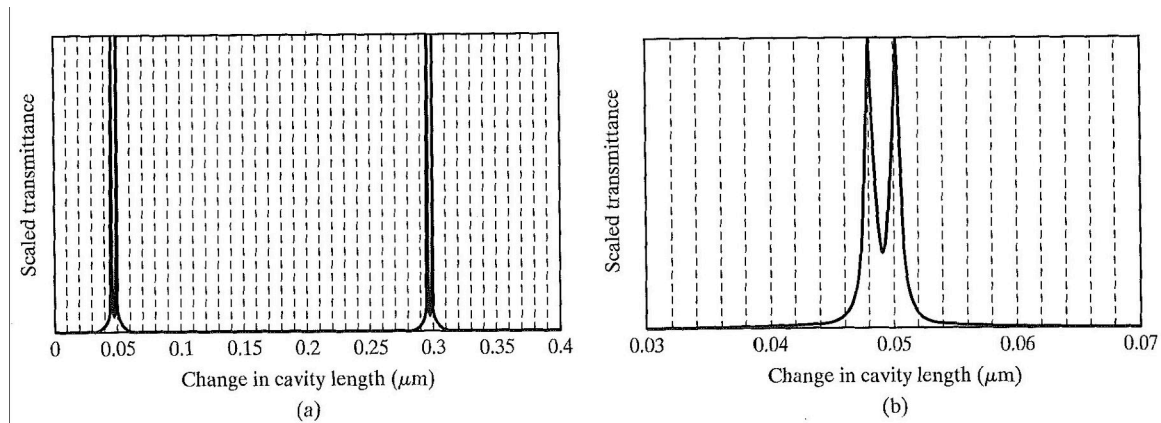 Scaled transmittance
0 0.05 0.1 0.15 0.2 0.25 0.3 0.35 0.4
Change in cavity length (μm)
(a)
Scaled transmittance
0.03 0.04 0.05 0.06 0.07
Change in cavity length (μm)
(b)